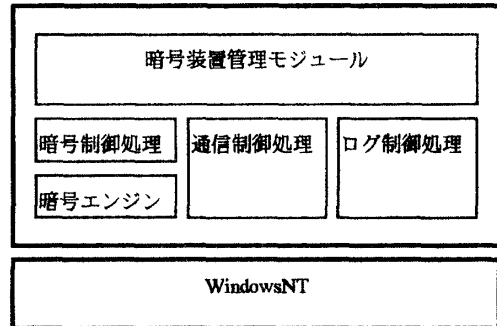 暗号装置管理モジュール
暗号制御処理
通信制御処理
ログ制御処理
暗号エンジン
WindowsNT